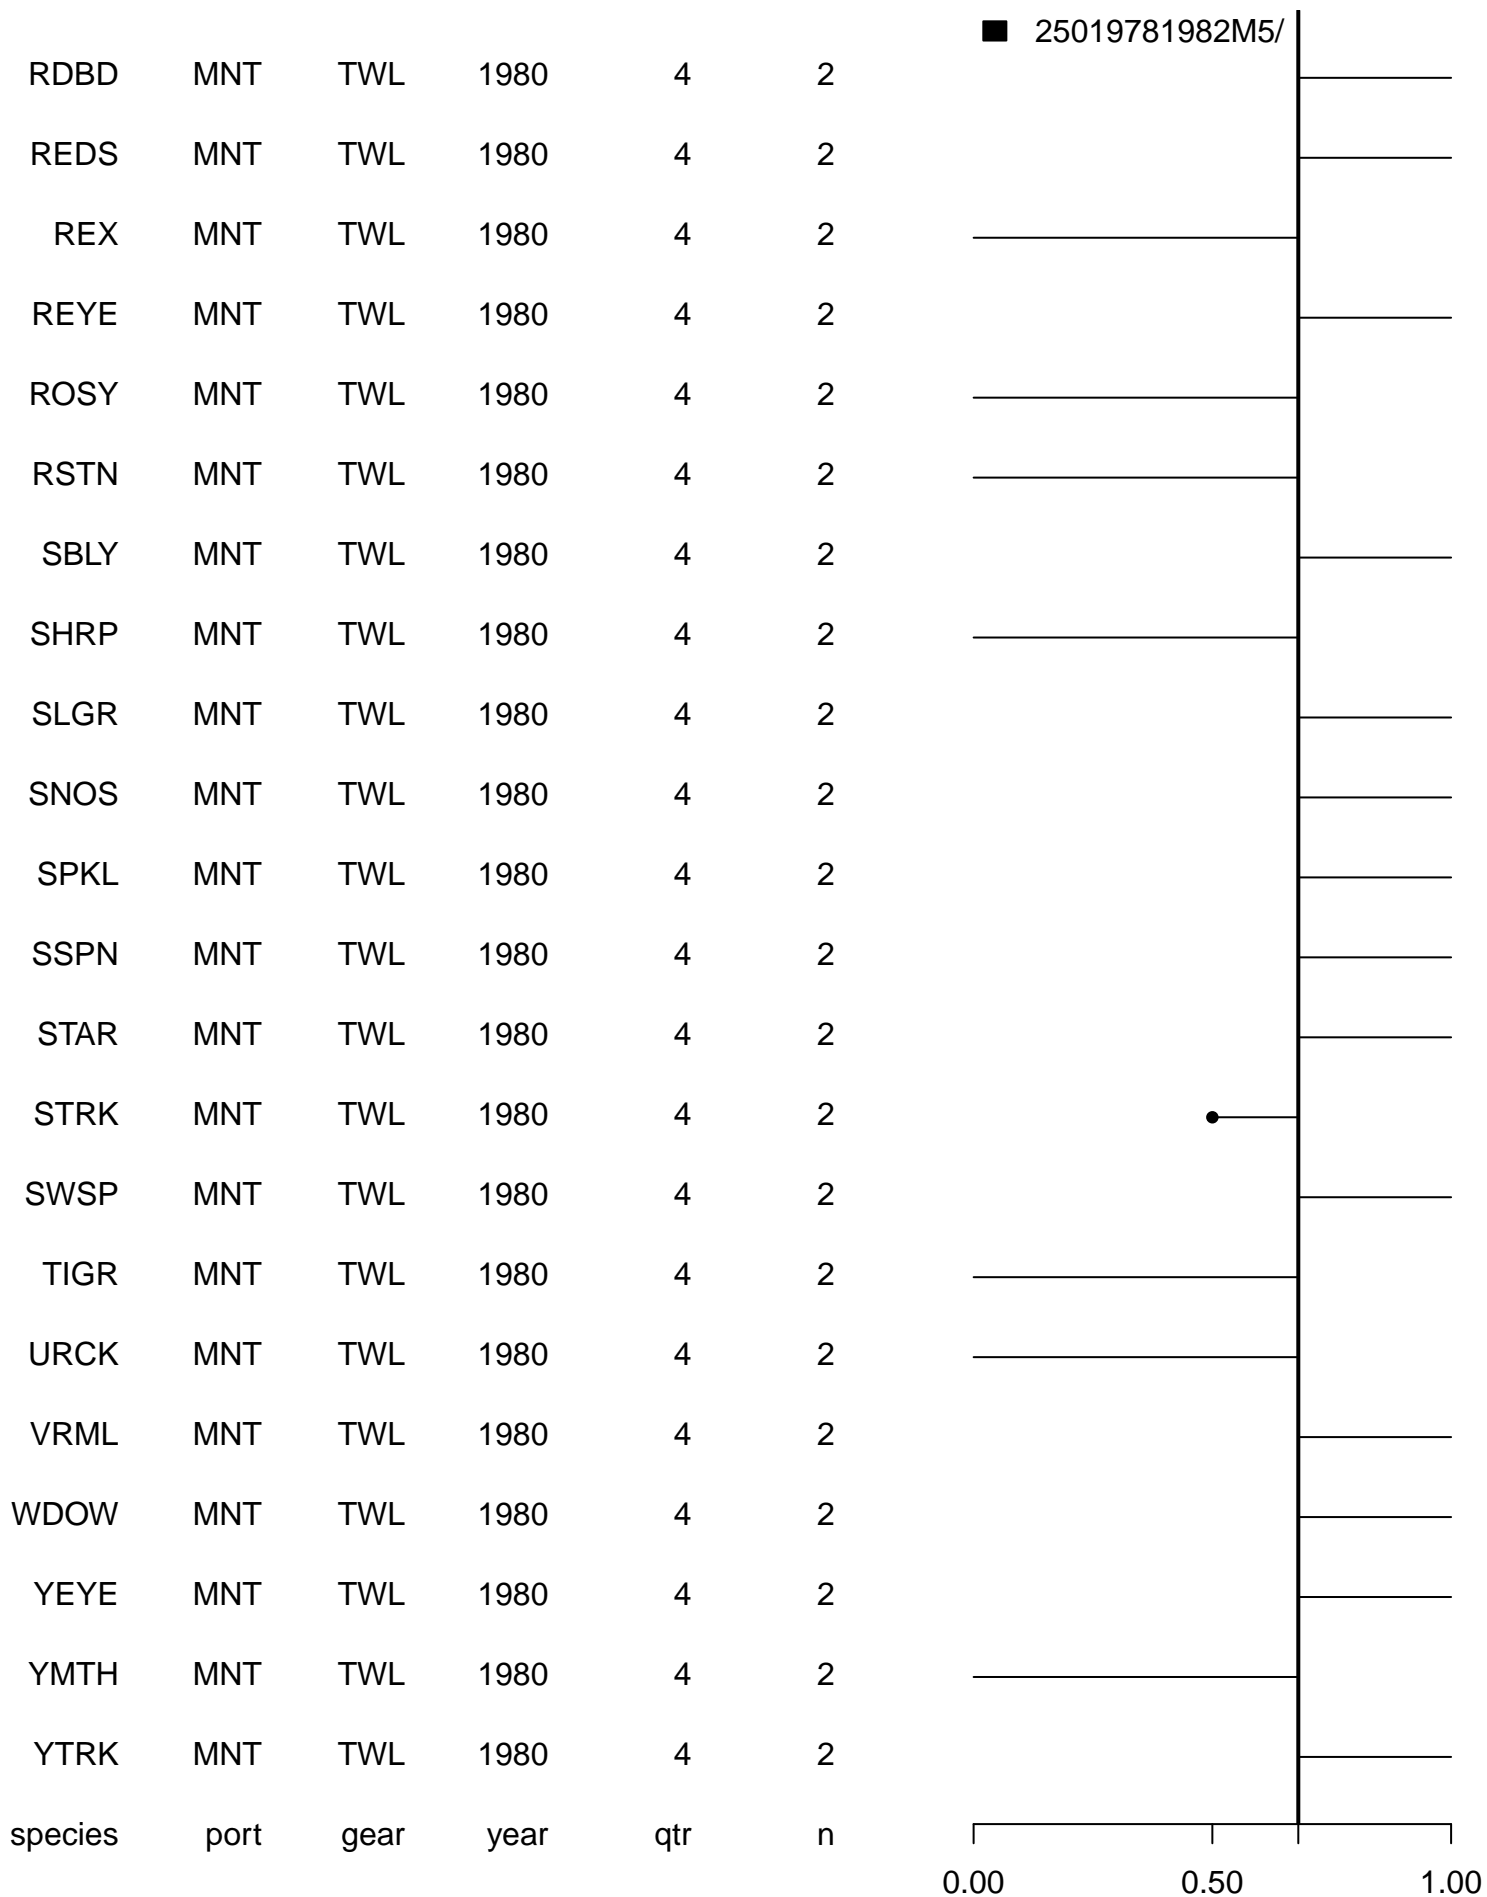 25019781982M5/
RDBD MNT TWL 1980 4 2
REDS MNT TWL 1980 4 2
REX MNT TWL 1980 4 2
REYE MNT TWL 1980 4 2
ROSY MNT TWL 1980 4 2
RSTN MNT TWL 1980 4 2
SBLY MNT TWL 1980 4 2
SHRP MNT TWL 1980 4 2
SLGR MNT TWL 1980 4 2
SNOS MNT TWL 1980 4 2
SPKL MNT TWL 1980 4 2
SSPN MNT TWL 1980 4 2
STAR MNT TWL 1980 4 2
STRK MNT TWL 1980 4 2
SWSP MNT TWL 1980 4 2
TIGR MNT TWL 1980 4 2
URCK MNT TWL 1980 4 2
VRML MNT TWL 1980 4 2
WDOW MNT TWL 1980 4 2
YEYE MNT TWL 1980 4 2
YMTH MNT TWL 1980 4 2
YTRK MNT TWL 1980 4 2
species port gear year qtr n
0.00 0.50 1.00